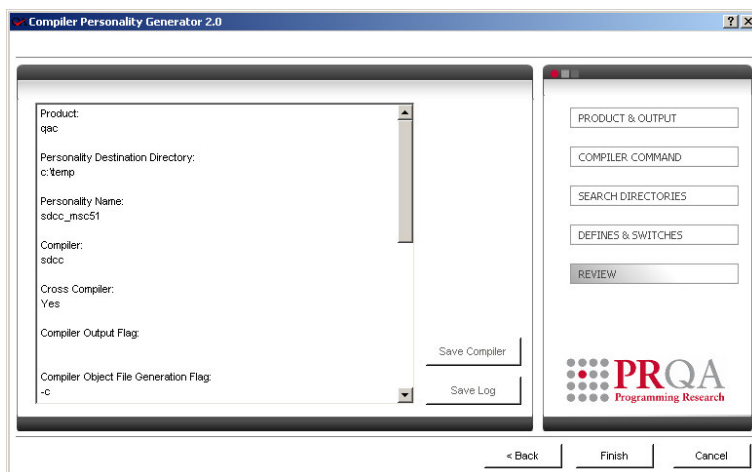 Compiler Personality Generator 2.0
Product:
qac
Personality Destination Directory:
c:\temp
Personality Name:
sdcc_msc51
Compiler:
sdcc
Cross Compiler:
Yes
Compiler Output Flag:
Compiler Object File Generation Flag:
-c
Save Compiler
Save Log
PRODUCT & OUTPUT
COMPILER COMMAND
SEARCH DIRECTORIES
DEFINES & SWITCHES
REVIEW
PRQA
Programming Research
< Back
Finish
Cancel